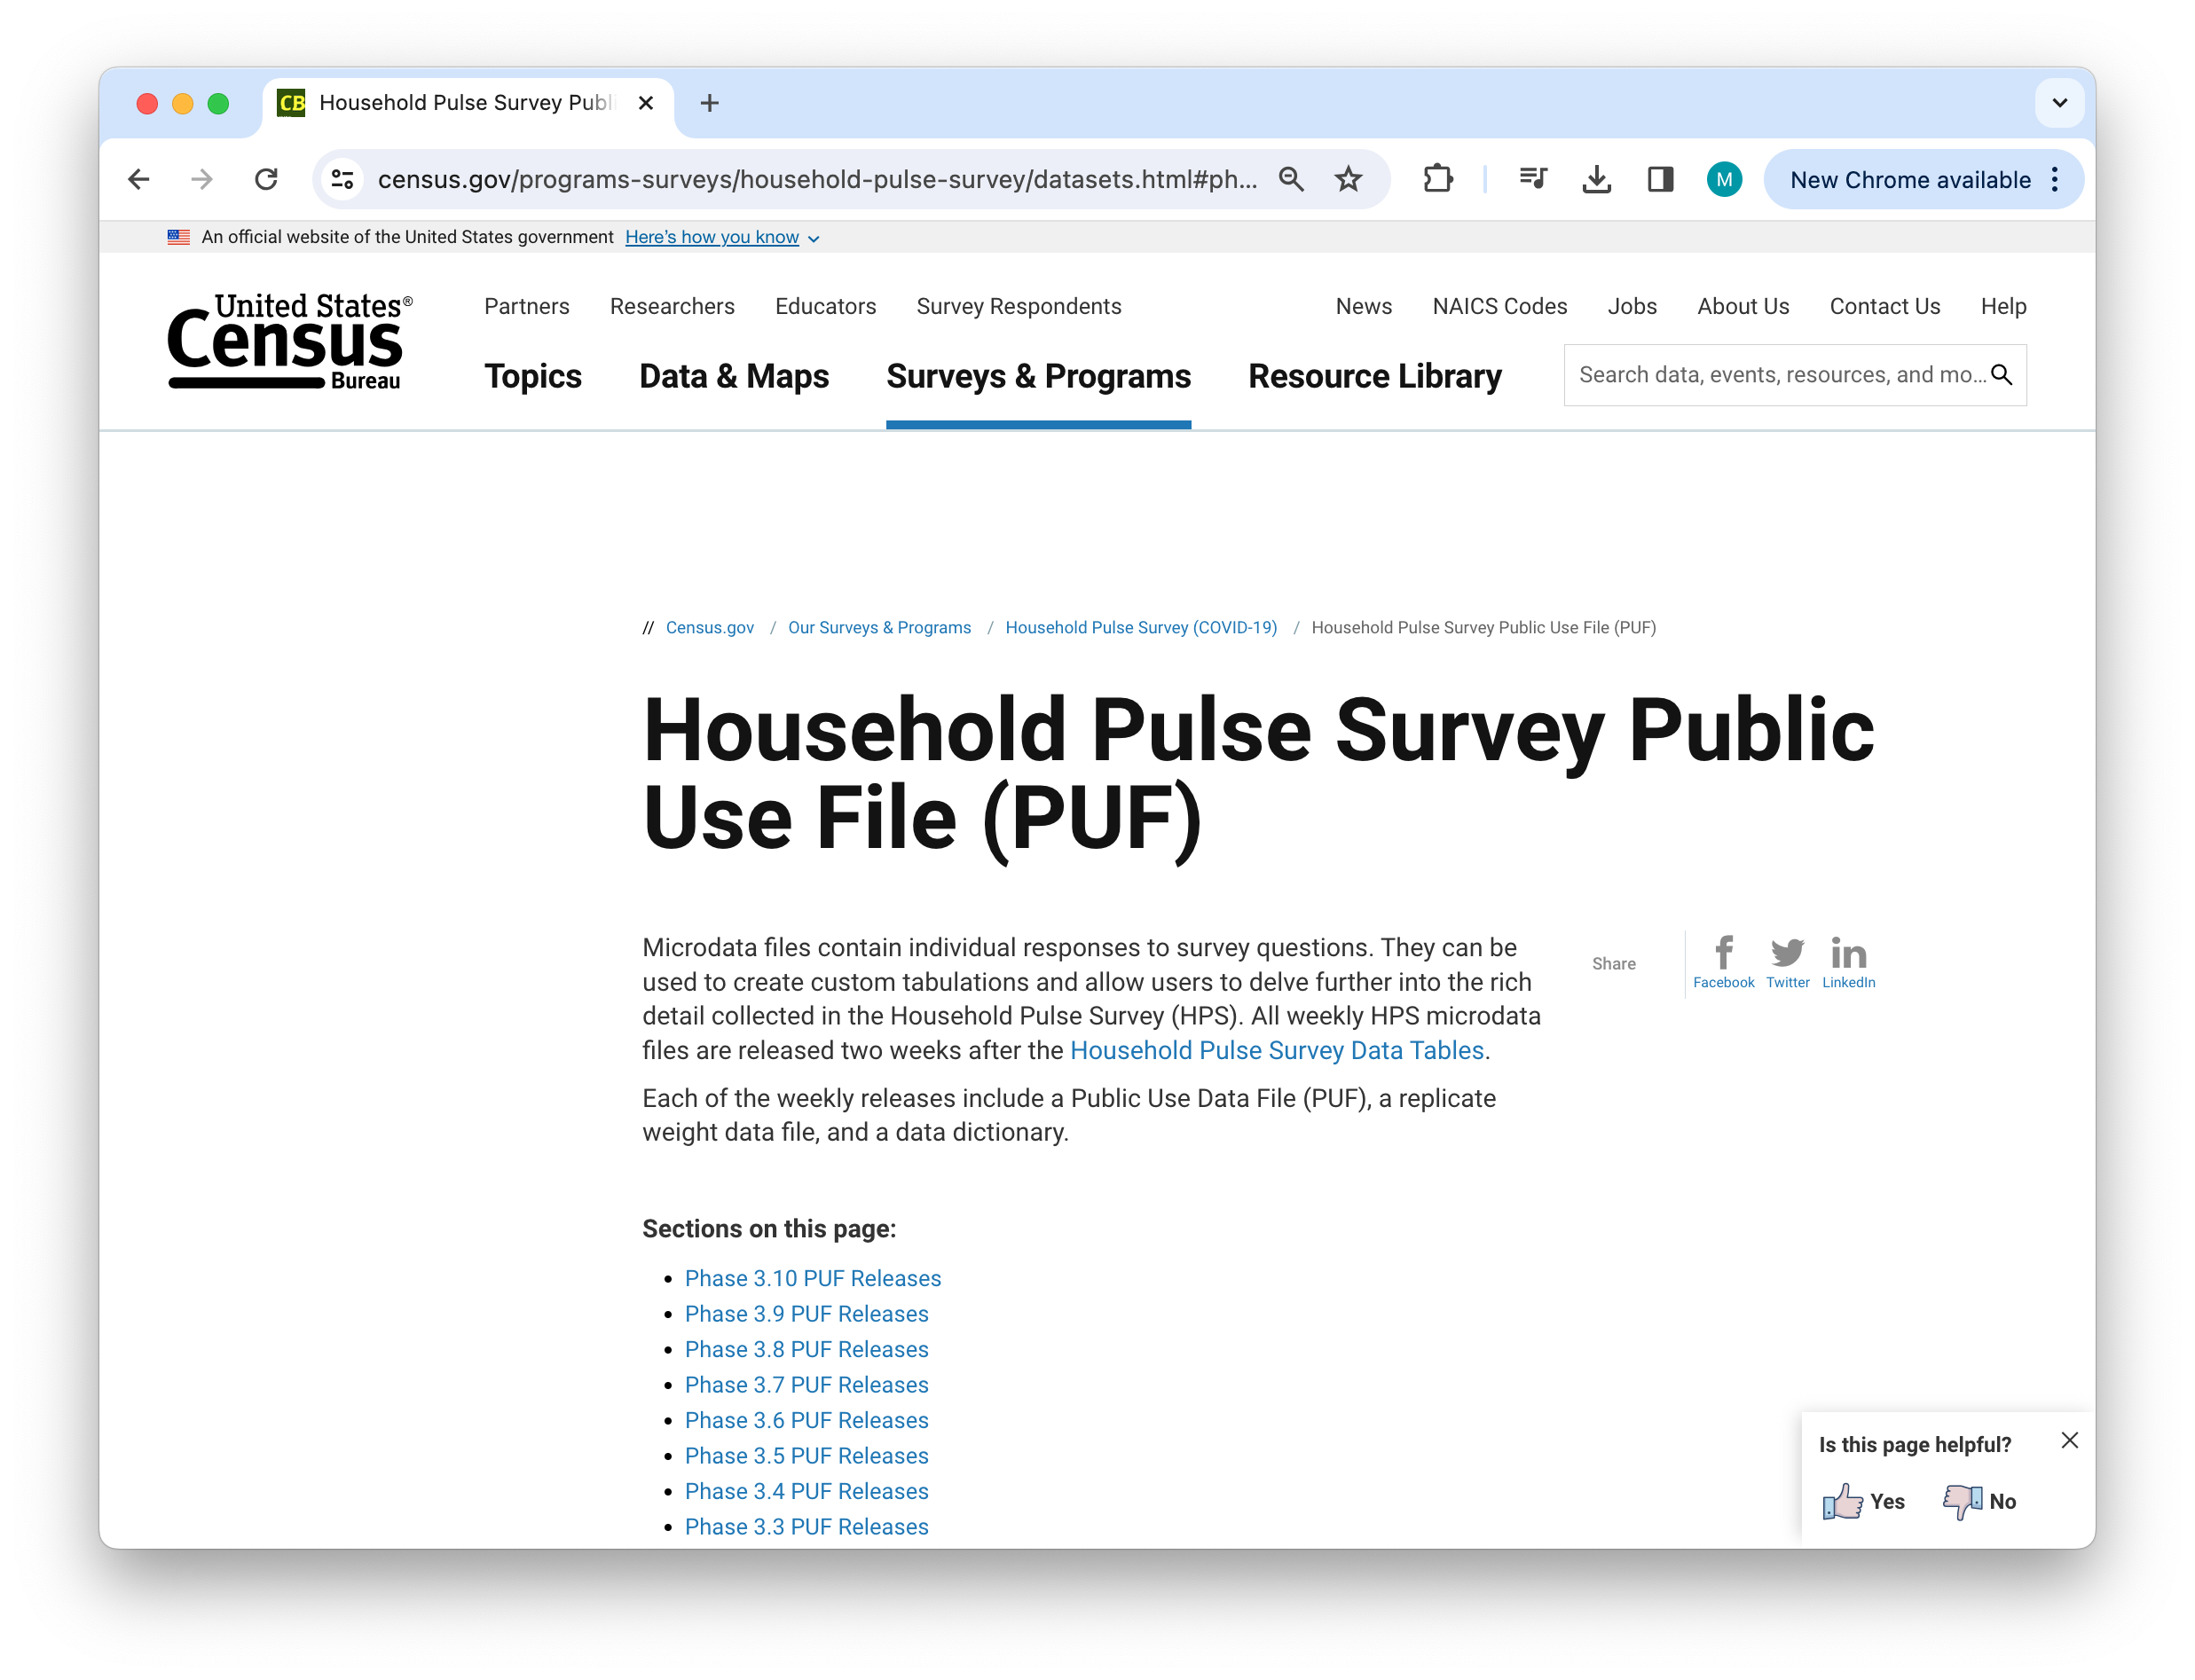 CB Household Pulse Survey Publ
census.gov/programs-surveys/household-pulse-survey/datasets.html#ph...
M
New Chrome available
An official website of the United States government Here's how you know
United States®
Census
Bureau
Partners Researchers Educators Survey Respondents
News NAICS Codes Jobs About Us Contact Us Help
Topics Data & Maps Surveys & Programs Resource Library
Search data, events, resources, and mo...
// Census.gov / Our Surveys & Programs / Household Pulse Survey (COVID-19) / Household Pulse Survey Public Use File (PUF)
Household Pulse Survey Public
Use File (PUF)
Microdata files contain individual responses to survey questions. They can be
used to create custom tabulations and allow users to delve further into the rich
detail collected in the Household Pulse Survey (HPS). All weekly HPS microdata
files are released two weeks after the Household Pulse Survey Data Tables.
Share
Facebook Twitter LinkedIn
Each of the weekly releases include a Public Use Data File (PUF), a replicate
weight data file, and a data dictionary.
Sections on this page:
• Phase 3.10 PUF Releases
• Phase 3.9 PUF Releases
• Phase 3.8 PUF Releases
• Phase 3.7 PUF Releases
• Phase 3.6 PUF Releases
• Phase 3.5 PUF Releases
• Phase 3.4 PUF Releases
• Phase 3.3 PUF Releases
Is this page helpful?
Yes No